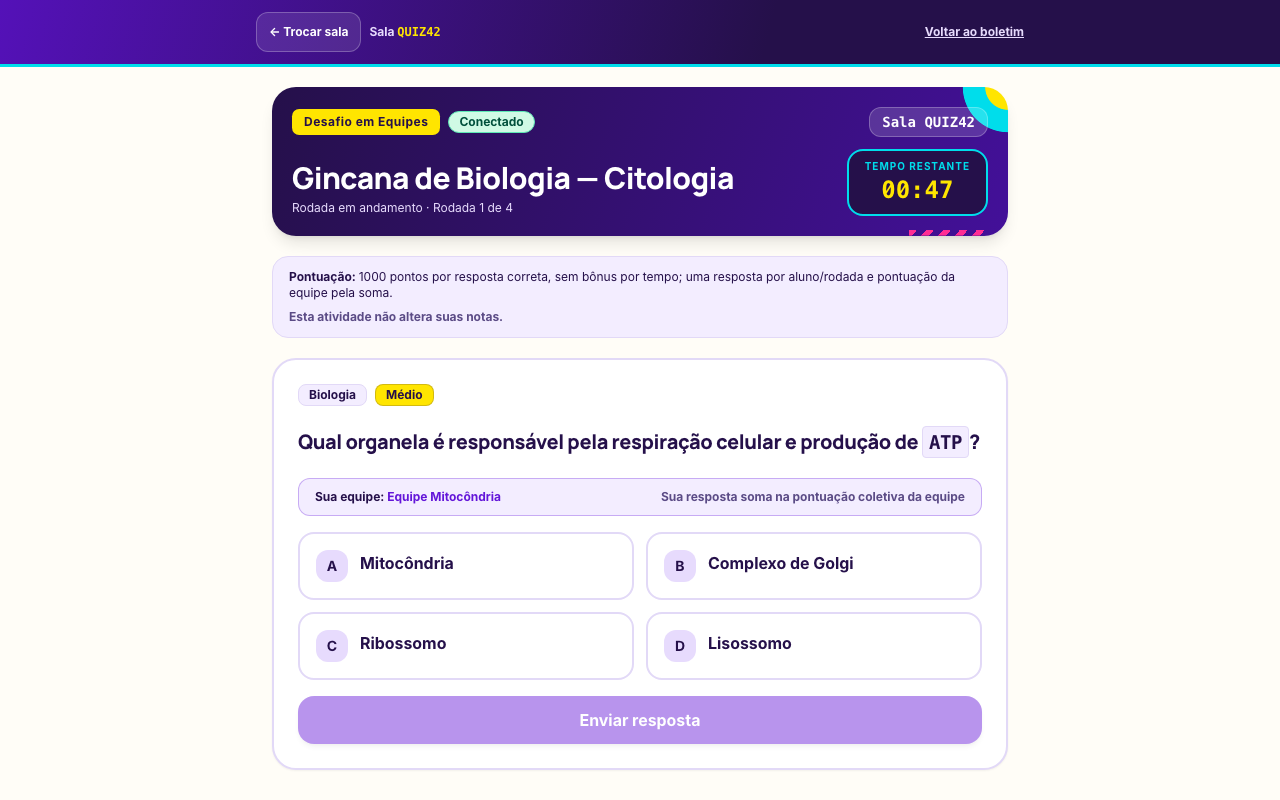 ← Trocar sala
Sala QUIZ42
Voltar ao boletim
Desafio em Equipes
Conectado
Sala QUIZ42
Gincana de Biologia — Citologia
Rodada em andamento · Rodada 1 de 4
TEMPO RESTANTE
00:47
Pontuação: 1000 pontos por resposta correta, sem bônus por tempo; uma resposta por aluno/rodada e pontuação da
equipe pela soma.
Esta atividade não altera suas notas.
Biologia
Médio
Qual organela é responsável pela respiração celular e produção de ATP?
Sua equipe: Equipe Mitocôndria
Sua resposta soma na pontuação coletiva da equipe
A Mitocôndria
B Complexo de Golgi
C Ribossomo
D Lisossomo
Enviar resposta